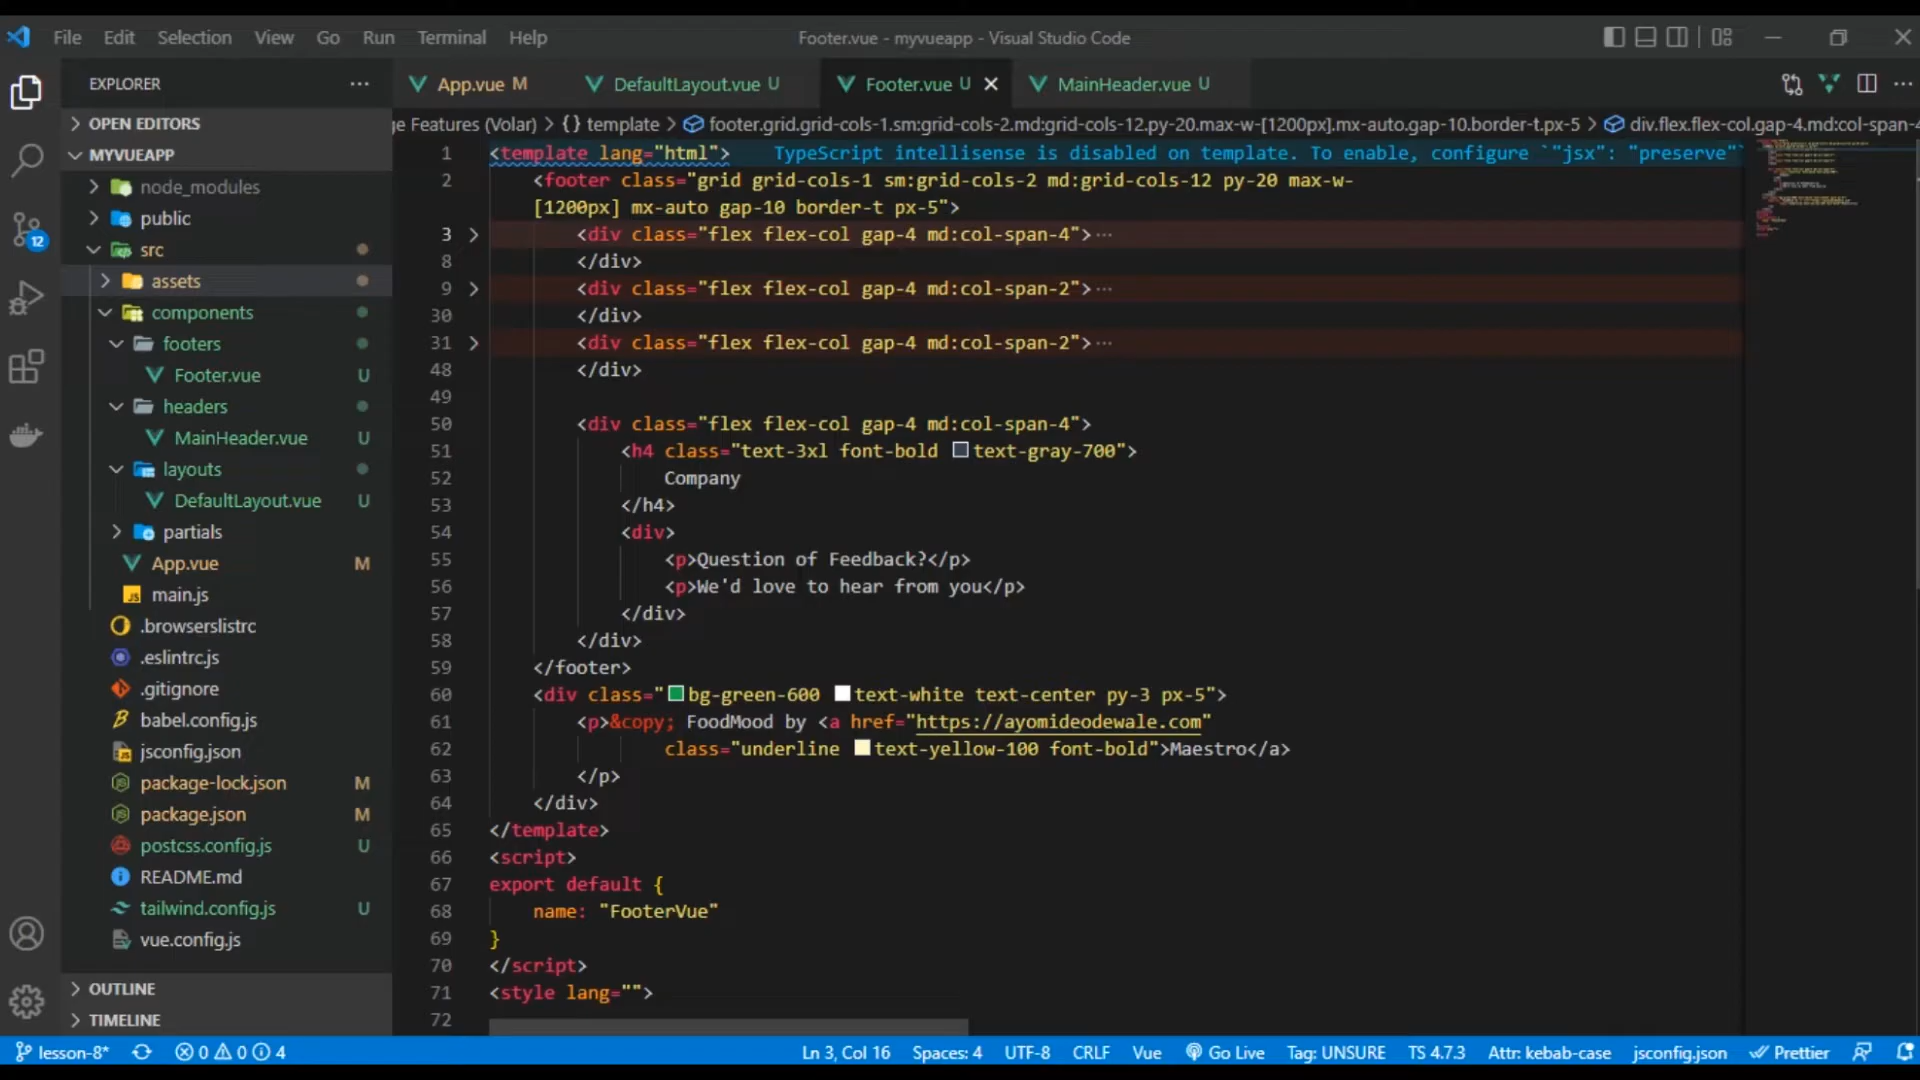 File Edit Selection View Go Run Terminal Help
Footer.vue - myvueapp - Visual Studio Code
EXPLORER
App.vue M
DefaultLayout.vue U
Footer.vue U
MainHeader.vue U
OPEN EDITORS
MYVUEAPP
node_modules
public
src
assets
components
footers
Footer.vue U
headers
MainHeader.vue U
layouts
DefaultLayout.vue U
partials
App.vue M
main.js
.browserslistrc
.eslintrc.js
.gitignore
babel.config.js
jsconfig.json
package-lock.json M
package.json M
postcss.config.js U
README.md
tailwind.config.js U
vue.config.js
OUTLINE
TIMELINE
12
Features (Volar) > {} template > footer.grid.grid-cols-1.sm:grid-cols-2.md:grid-cols-12.py-20.max-w-[1200px].mx-auto.gap-10.border-t.px-5 > div.flex.flex-col.gap-4.md:col-span-4
1 <template lang="html"> TypeScript intellisense is disabled on template. To enable, configure `"jsx": "preserve"`
2 <footer class="grid grid-cols-1 sm:grid-cols-2 md:grid-cols-12 py-20 max-w-
[1200px] mx-auto gap-10 border-t px-5">
3 <div class="flex flex-col gap-4 md:col-span-4">···
8 </div>
9 <div class="flex flex-col gap-4 md:col-span-2">···
30 </div>
31 <div class="flex flex-col gap-4 md:col-span-2">···
48 </div>
49
50 <div class="flex flex-col gap-4 md:col-span-4">
51 <h4 class="text-3xl font-bold text-gray-700">
52 Company
53 </h4>
54 <div>
55 <p>Question of Feedback?</p>
56 <p>We'd love to hear from you</p>
57 </div>
58 </div>
59 </footer>
60 <div class="bg-green-600 text-white text-center py-3 px-5">
61 <p>&copy; FoodMood by <a href="https://ayomideodewale.com"
62 class="underline text-yellow-100 font-bold">Maestro</a>
63 </p>
64 </div>
65 </template>
66 <script>
67 export default {
68 name: "FooterVue"
69 }
70 </script>
71 <style lang="">
72
lesson-8* 0 0 4
Ln 3, Col 16 Spaces: 4 UTF-8 CRLF Vue Go Live Tag: UNSURE TS 4.7.3 Attr: kebab-case jsconfig.json Prettier